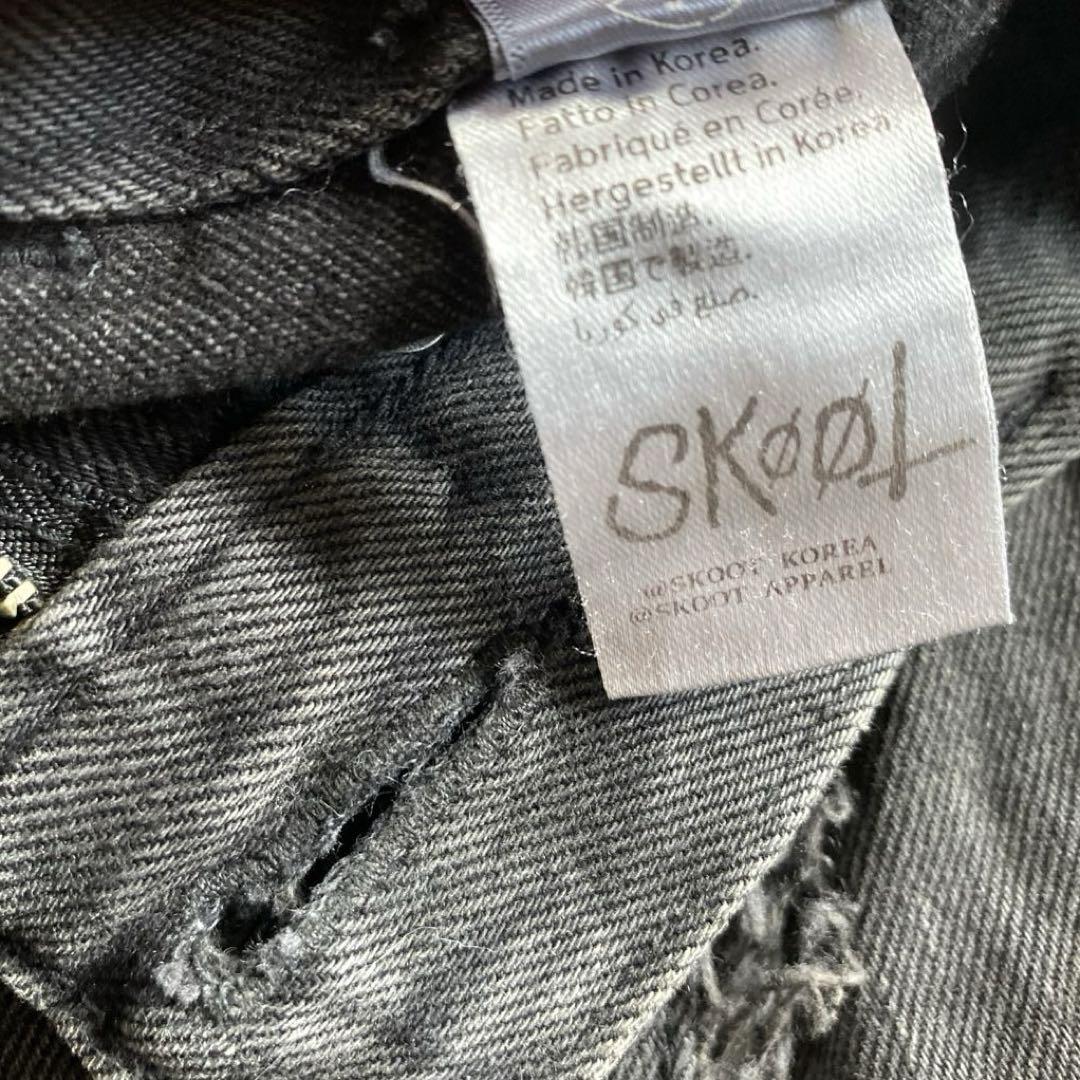 Made in Korea.
Fatto in Corea.
Fabriqué en Corée.
Hergestellt in Korea
韩国制造.
韓国で製造.
صنع في كوريا.
SKøØt
@SKOOT_KOREA
@SKOOT_APPAREL